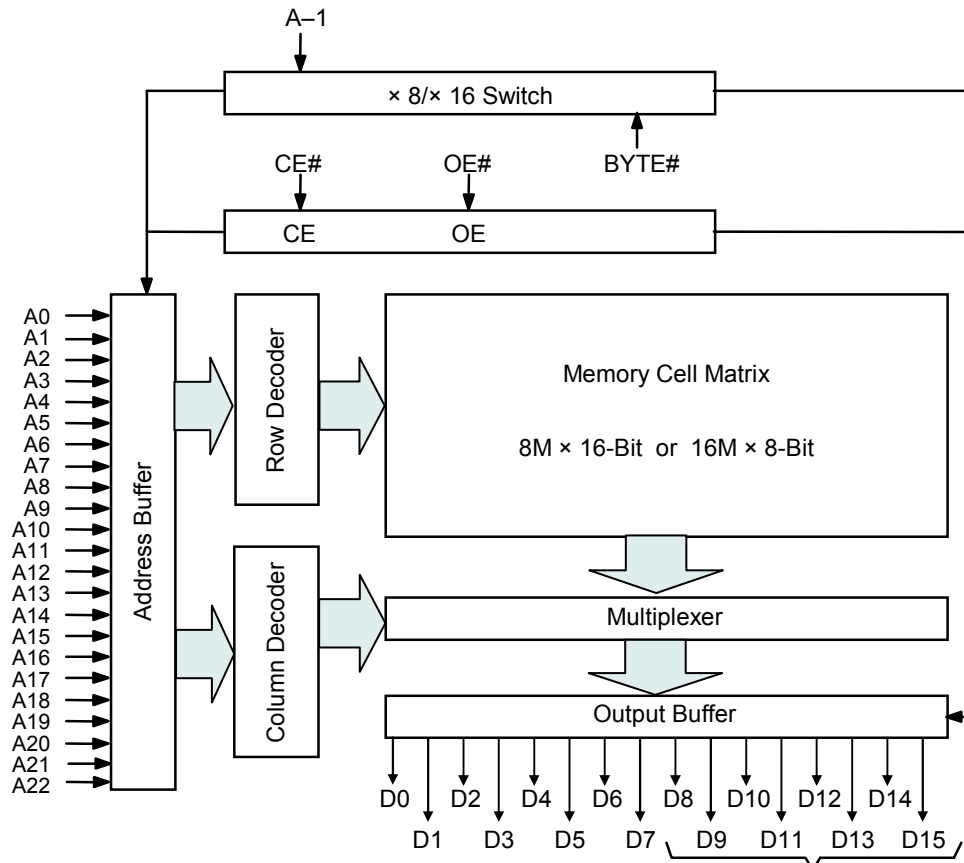 A–1
× 8/× 16 Switch
CE#
OE#
BYTE#
CE
OE
A0
A1
A2
A3
A4
A5
A6
A7
A8
A9
A10
A11
A12
A13
A14
A15
A16
A17
A18
A19
A20
A21
A22
Address Buffer
Row Decoder
Column Decoder
Memory Cell Matrix
8M × 16-Bit or 16M × 8-Bit
Multiplexer
Output Buffer
D0 D2 D4 D6 D8 D10 D12 D14
D1 D3 D5 D7 D9 D11 D13 D15